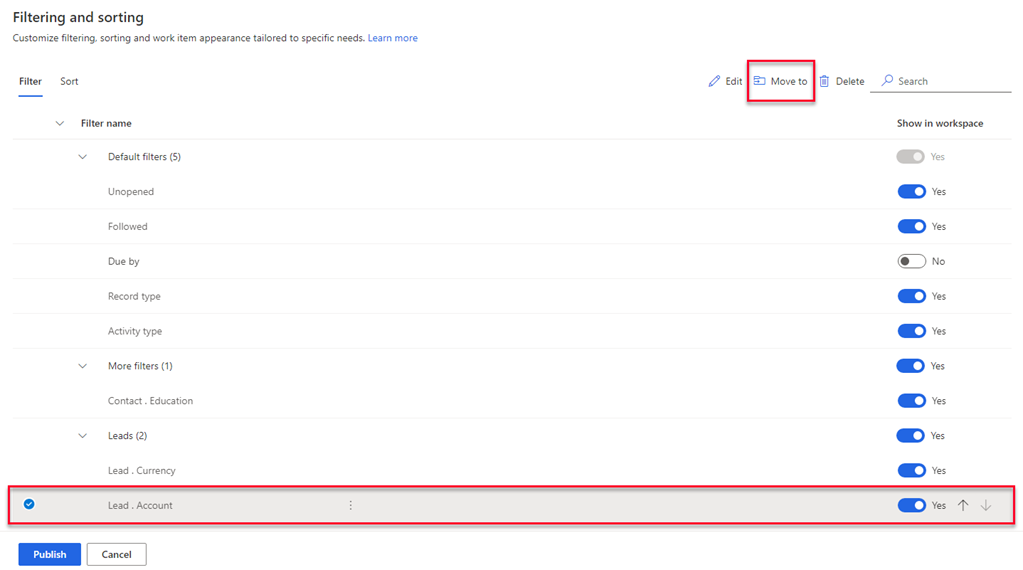 Filtering and sorting
Customize filtering, sorting and work item appearance tailored to specific needs. Learn more
Filter Sort Edit Move to Delete Search
Filter name Show in workspace
Default filters (5) Yes
Unopened Yes
Followed Yes
Due by No
Record type Yes
Activity type Yes
More filters (1) Yes
Contact . Education Yes
Leads (2) Yes
Lead . Currency Yes
Lead . Account Yes
Publish Cancel